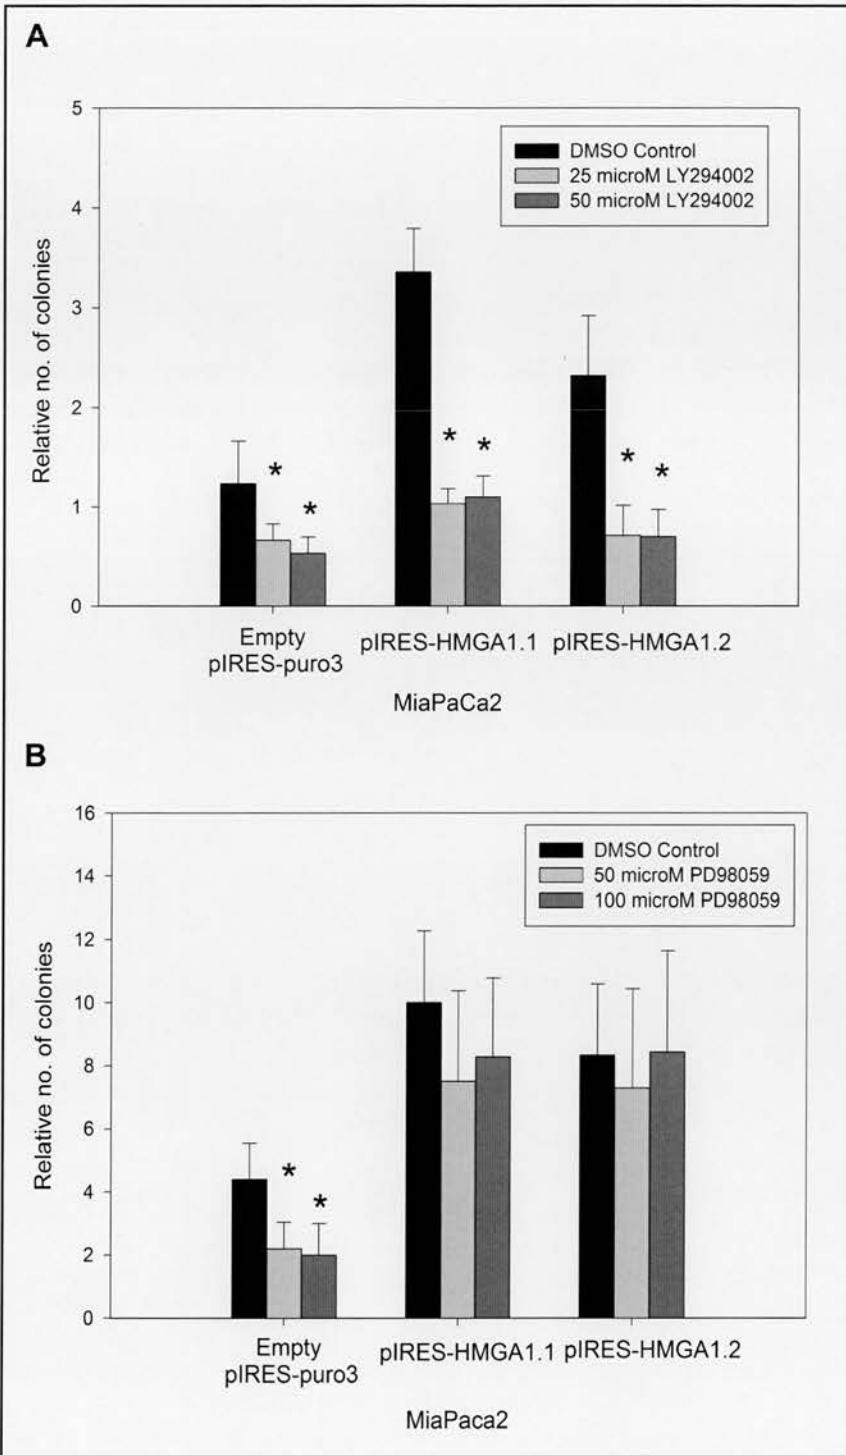 A
5
4
3
2
1
0
Relative no. of colonies
DMSO Control
25 microM LY294002
50 microM LY294002
*
*
*
*
*
*
Empty
pIRES-puro3
pIRES-HMGA1.1
pIRES-HMGA1.2
MiaPaCa2
B
16
14
12
10
8
6
4
2
0
Relative no. of colonies
DMSO Control
50 microM PD98059
100 microM PD98059
*
*
Empty
pIRES-puro3
pIRES-HMGA1.1
pIRES-HMGA1.2
MiaPaca2